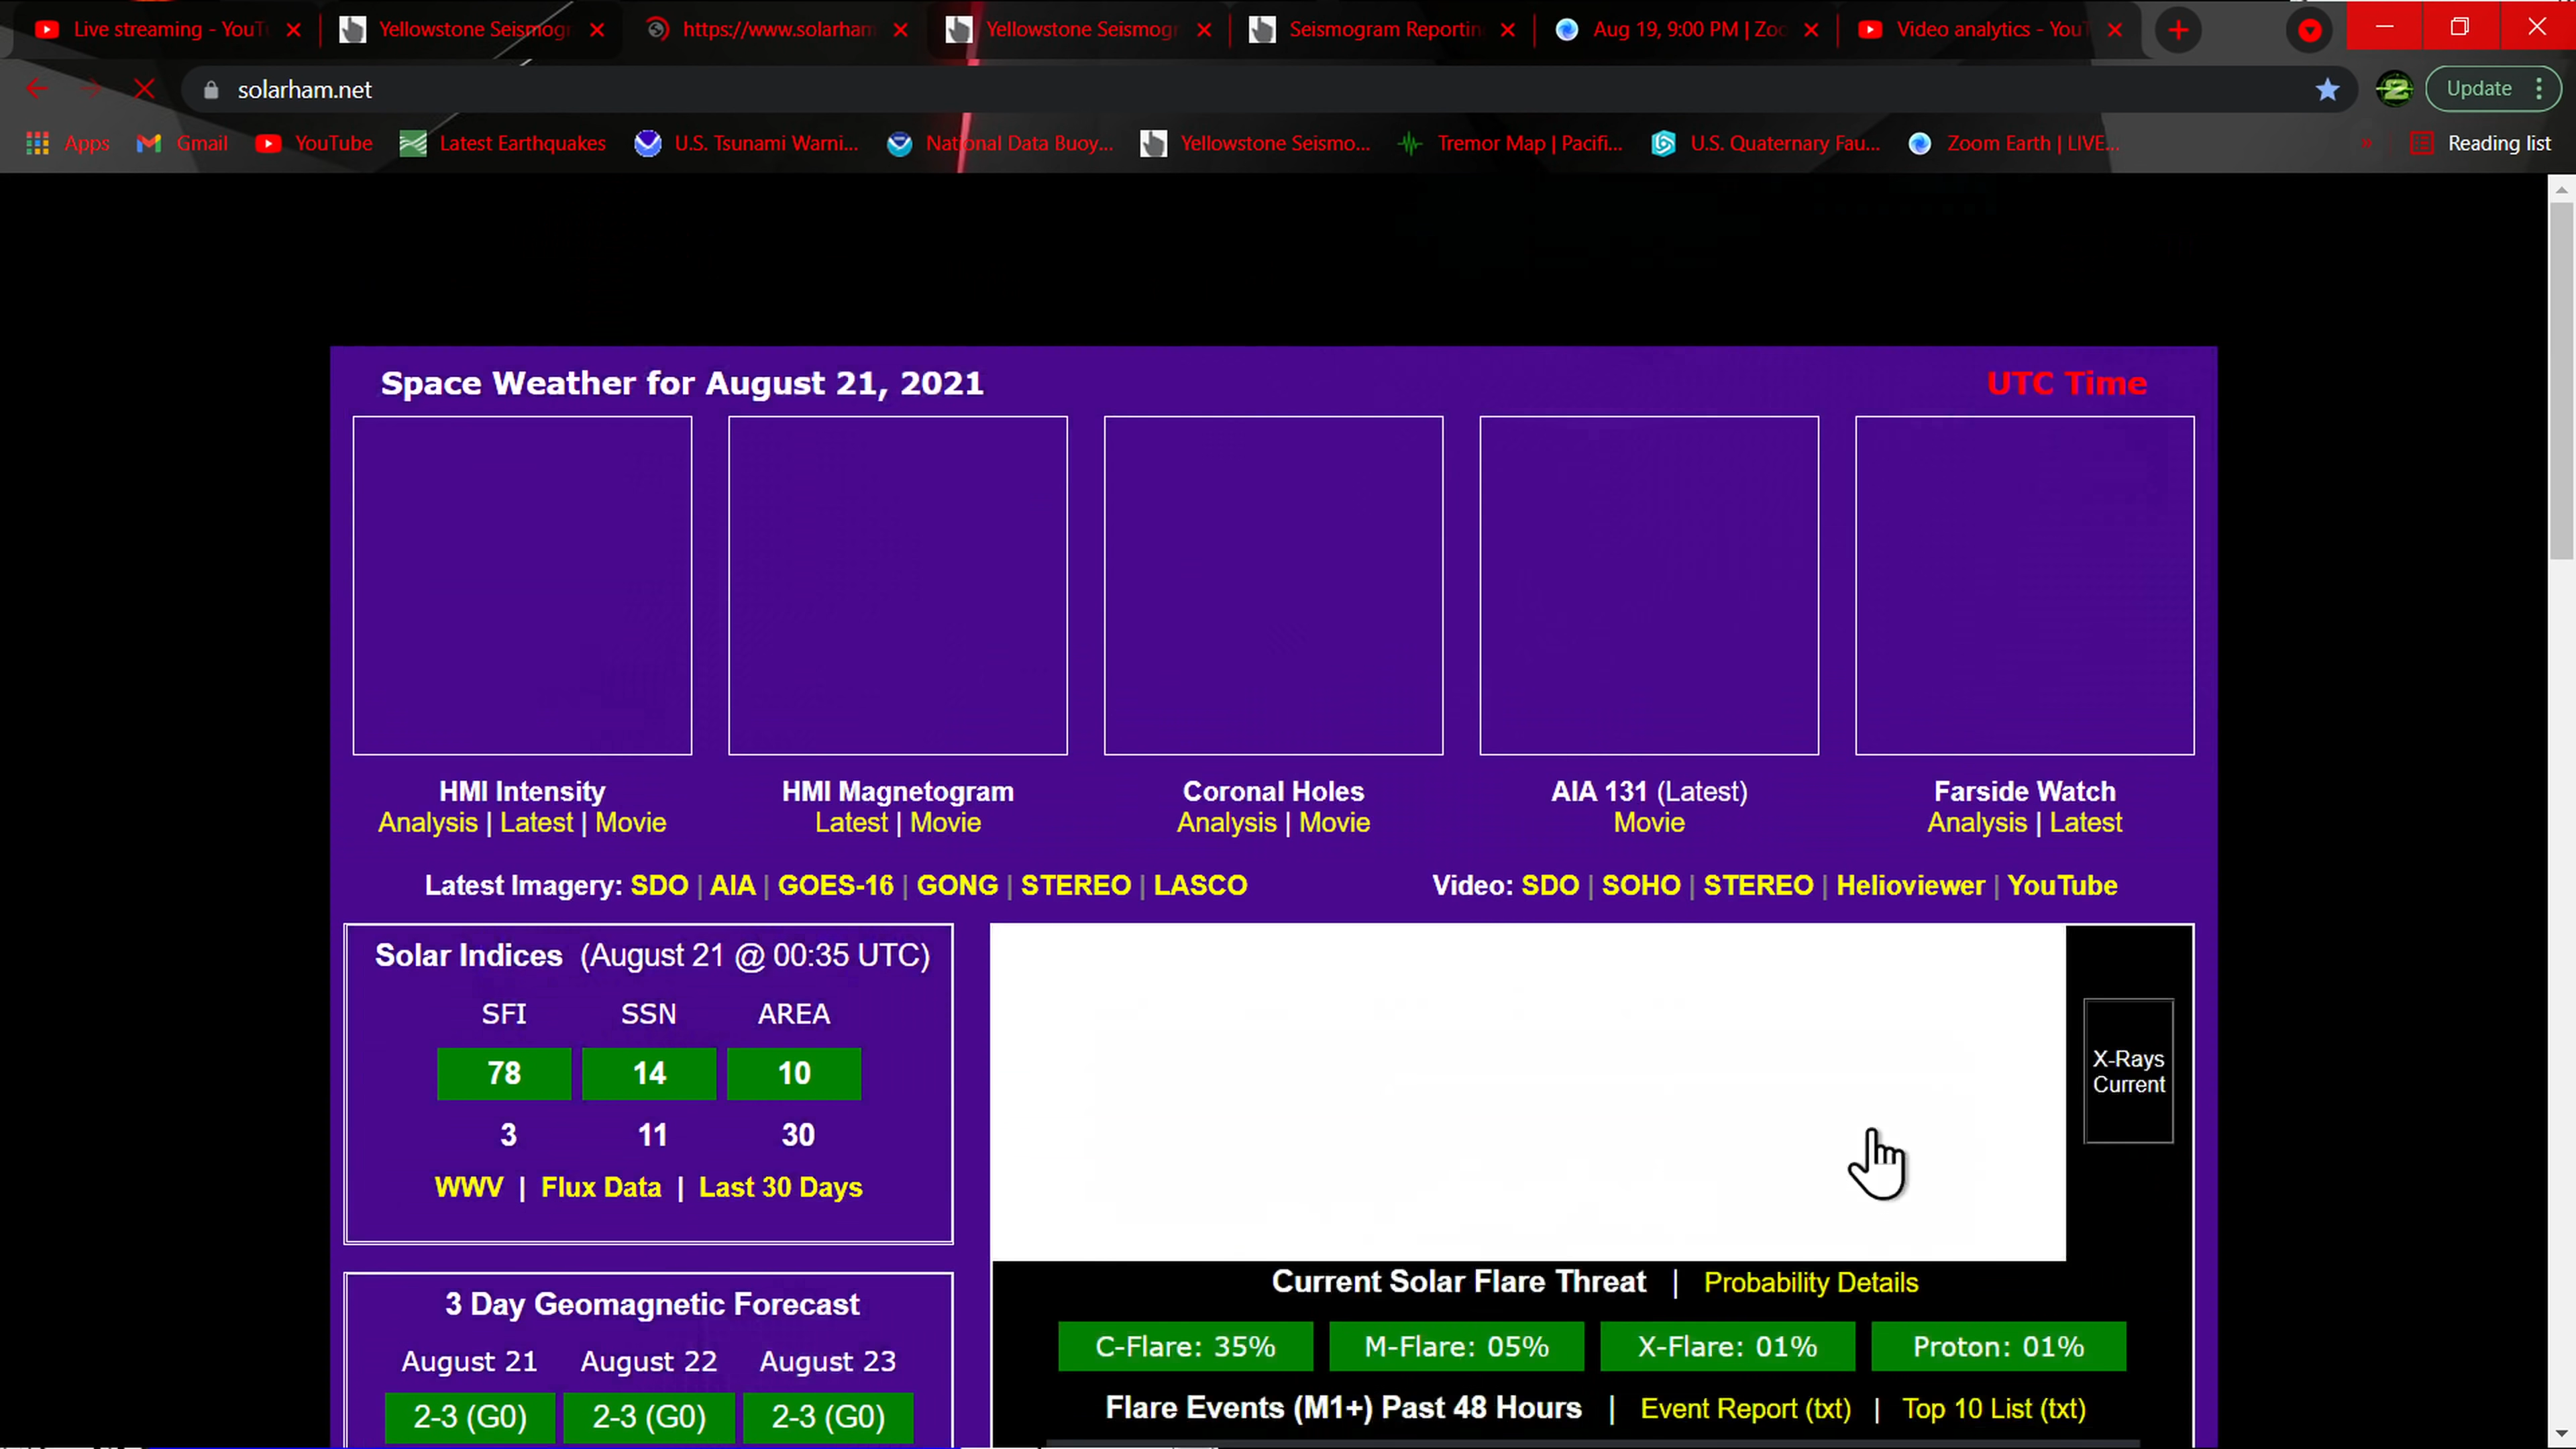 Live streaming - YouT
Yellowstone Seismogr
https://www.solarham
Yellowstone Seismogr
Seismogram Reportin
Aug 19, 9:00 PM | Zoo
Video analytics - YouT
solarham.net
Update
Apps
Gmail
YouTube
Latest Earthquakes
U.S. Tsunami Warni...
National Data Buoy...
Yellowstone Seismo...
Tremor Map | Pacifi...
U.S. Quaternary Fau...
Zoom Earth | LIVE...
Reading list
Space Weather for August 21, 2021
UTC Time
HMI Intensity
Analysis | Latest | Movie
HMI Magnetogram
Latest | Movie
Coronal Holes
Analysis | Movie
AIA 131 (Latest)
Movie
Farside Watch
Analysis | Latest
Latest Imagery: SDO | AIA | GOES-16 | GONG | STEREO | LASCO
Video: SDO | SOHO | STEREO | Helioviewer | YouTube
Solar Indices (August 21 @ 00:35 UTC)
SFI SSN AREA
78 14 10
3 11 30
WWV | Flux Data | Last 30 Days
X-Rays
Current
3 Day Geomagnetic Forecast
August 21 August 22 August 23
2-3 (G0) 2-3 (G0) 2-3 (G0)
Current Solar Flare Threat | Probability Details
C-Flare: 35% M-Flare: 05% X-Flare: 01% Proton: 01%
Flare Events (M1+) Past 48 Hours | Event Report (txt) | Top 10 List (txt)